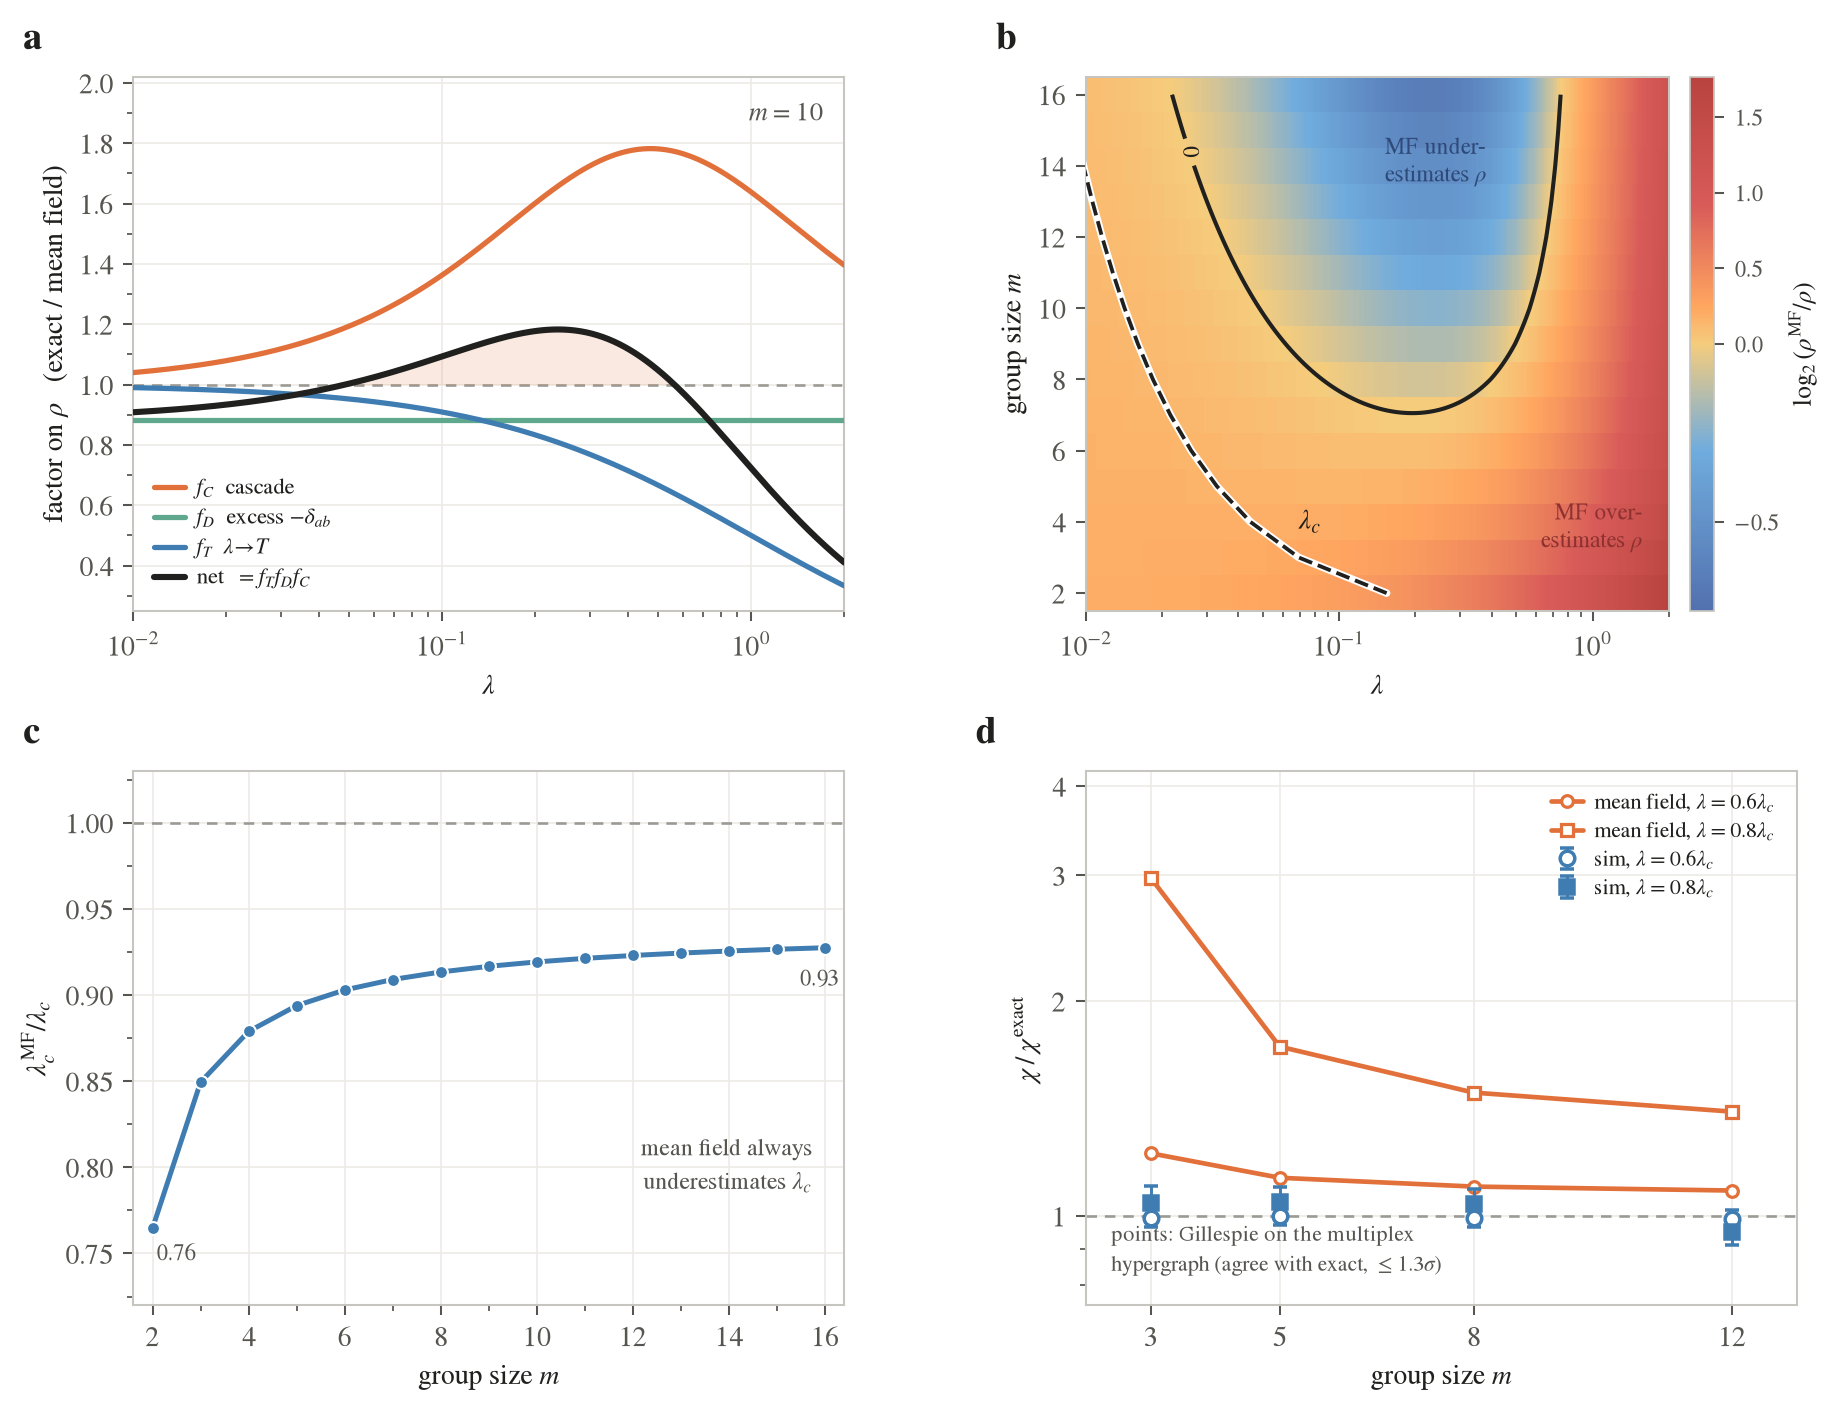 a
2.0
1.8
1.6
1.4
1.2
1.0
0.8
0.6
0.4
factor on ρ (exact / mean field)
m = 10
f_C cascade
f_D excess −δ_ab
f_T λ→T
net = f_T f_D f_C
10⁻²
10⁻¹
10⁰
λ
b
16
14
12
10
8
6
4
2
group size m
0
MF under-
estimates ρ
λ_c
MF over-
estimates ρ
10⁻²
10⁻¹
10⁰
λ
1.5
1.0
0.5
0.0
−0.5
log₂ (ρ^MF/ρ)
c
1.00
0.95
0.90
0.85
0.80
0.75
λ_c^MF/λ_c
0.93
mean field always
underestimates λ_c
0.76
2
4
6
8
10
12
14
16
group size m
d
4
3
2
1
χ / χ^exact
mean field, λ = 0.6λ_c
mean field, λ = 0.8λ_c
sim, λ = 0.6λ_c
sim, λ = 0.8λ_c
points: Gillespie on the multiplex
hypergraph (agree with exact, ≤ 1.3σ)
3
5
8
12
group size m